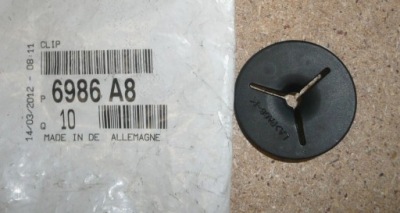 CLIP
14/03/2012 - 08:11
P 6986 A8
Q 10
MADE IN DE ALLEMAGNE